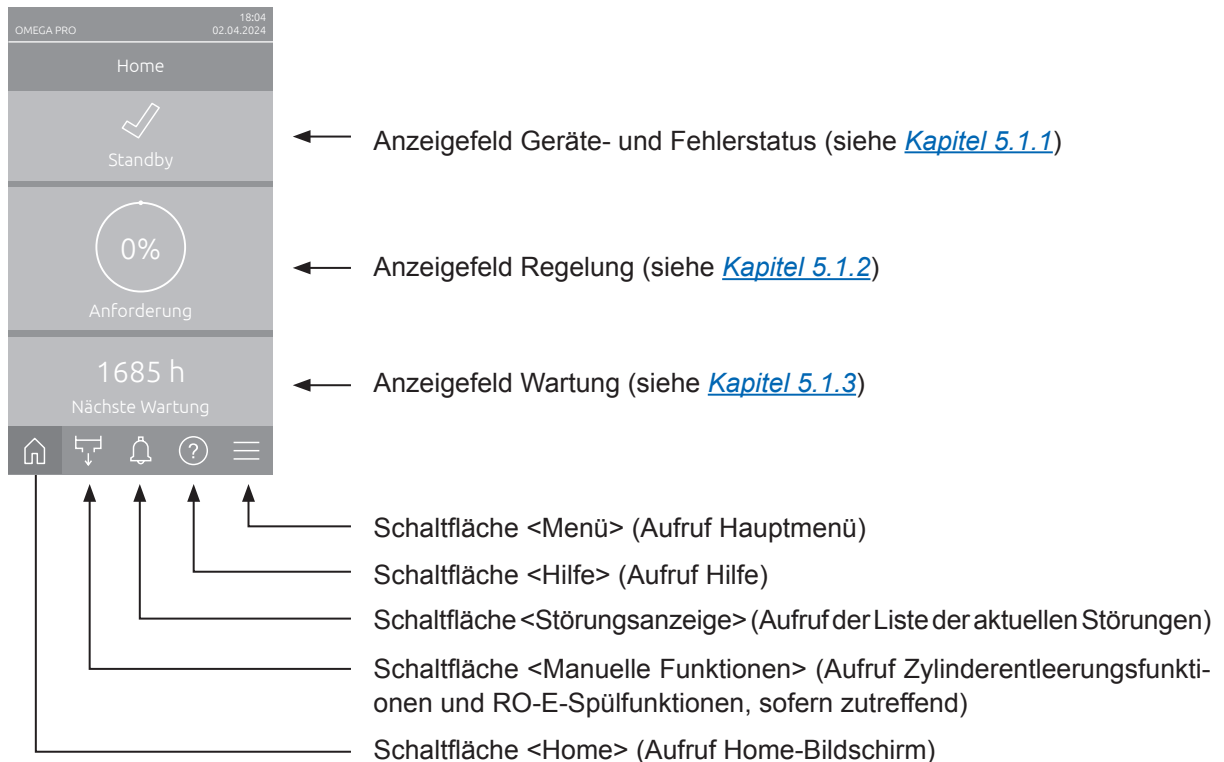 18:04
OMEGA PRO 02.04.2024
Home
Standby
Anzeigefeld Geräte- und Fehlerstatus (siehe Kapitel 5.1.1)
0%
Anforderung
Anzeigefeld Regelung (siehe Kapitel 5.1.2)
1685 h
Nächste Wartung
Anzeigefeld Wartung (siehe Kapitel 5.1.3)
?
Schaltfläche <Menü> (Aufruf Hauptmenü)
Schaltfläche <Hilfe> (Aufruf Hilfe)
Schaltfläche <Störungsanzeige> (Aufruf der Liste der aktuellen Störungen)
Schaltfläche <Manuelle Funktionen> (Aufruf Zylinderentleerungsfunkti-
onen und RO-E-Spülfunktionen, sofern zutreffend)
Schaltfläche <Home> (Aufruf Home-Bildschirm)